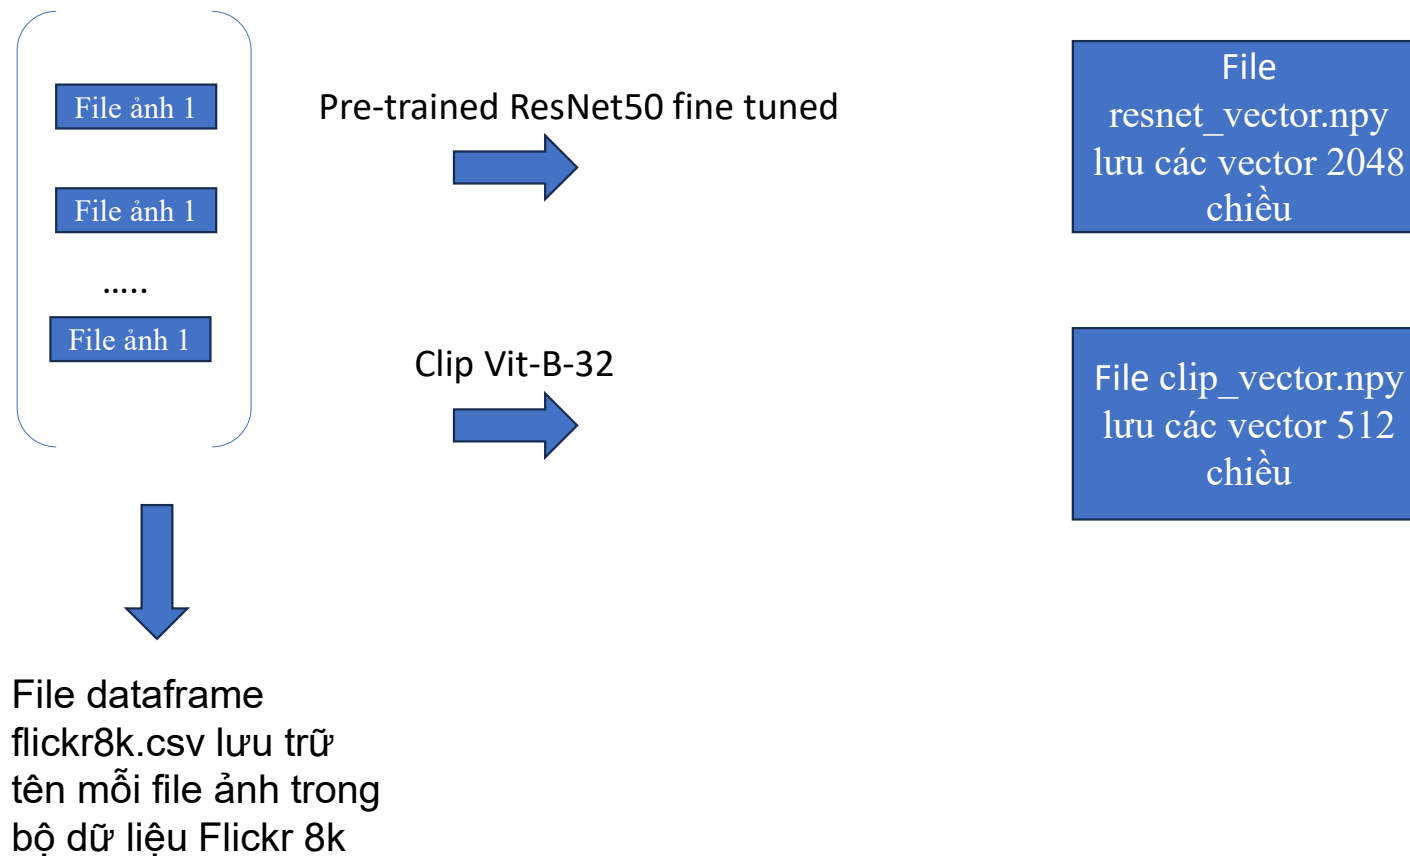 File ảnh 1
File ảnh 1
.....
File ảnh 1
Pre-trained ResNet50 fine tuned
File
resnet_vector.npy
lưu các vector 2048
chiều
Clip Vit-B-32
File clip_vector.npy
lưu các vector 512
chiều
File dataframe
flickr8k.csv lưu trữ
tên mỗi file ảnh trong
bộ dữ liệu Flickr 8k